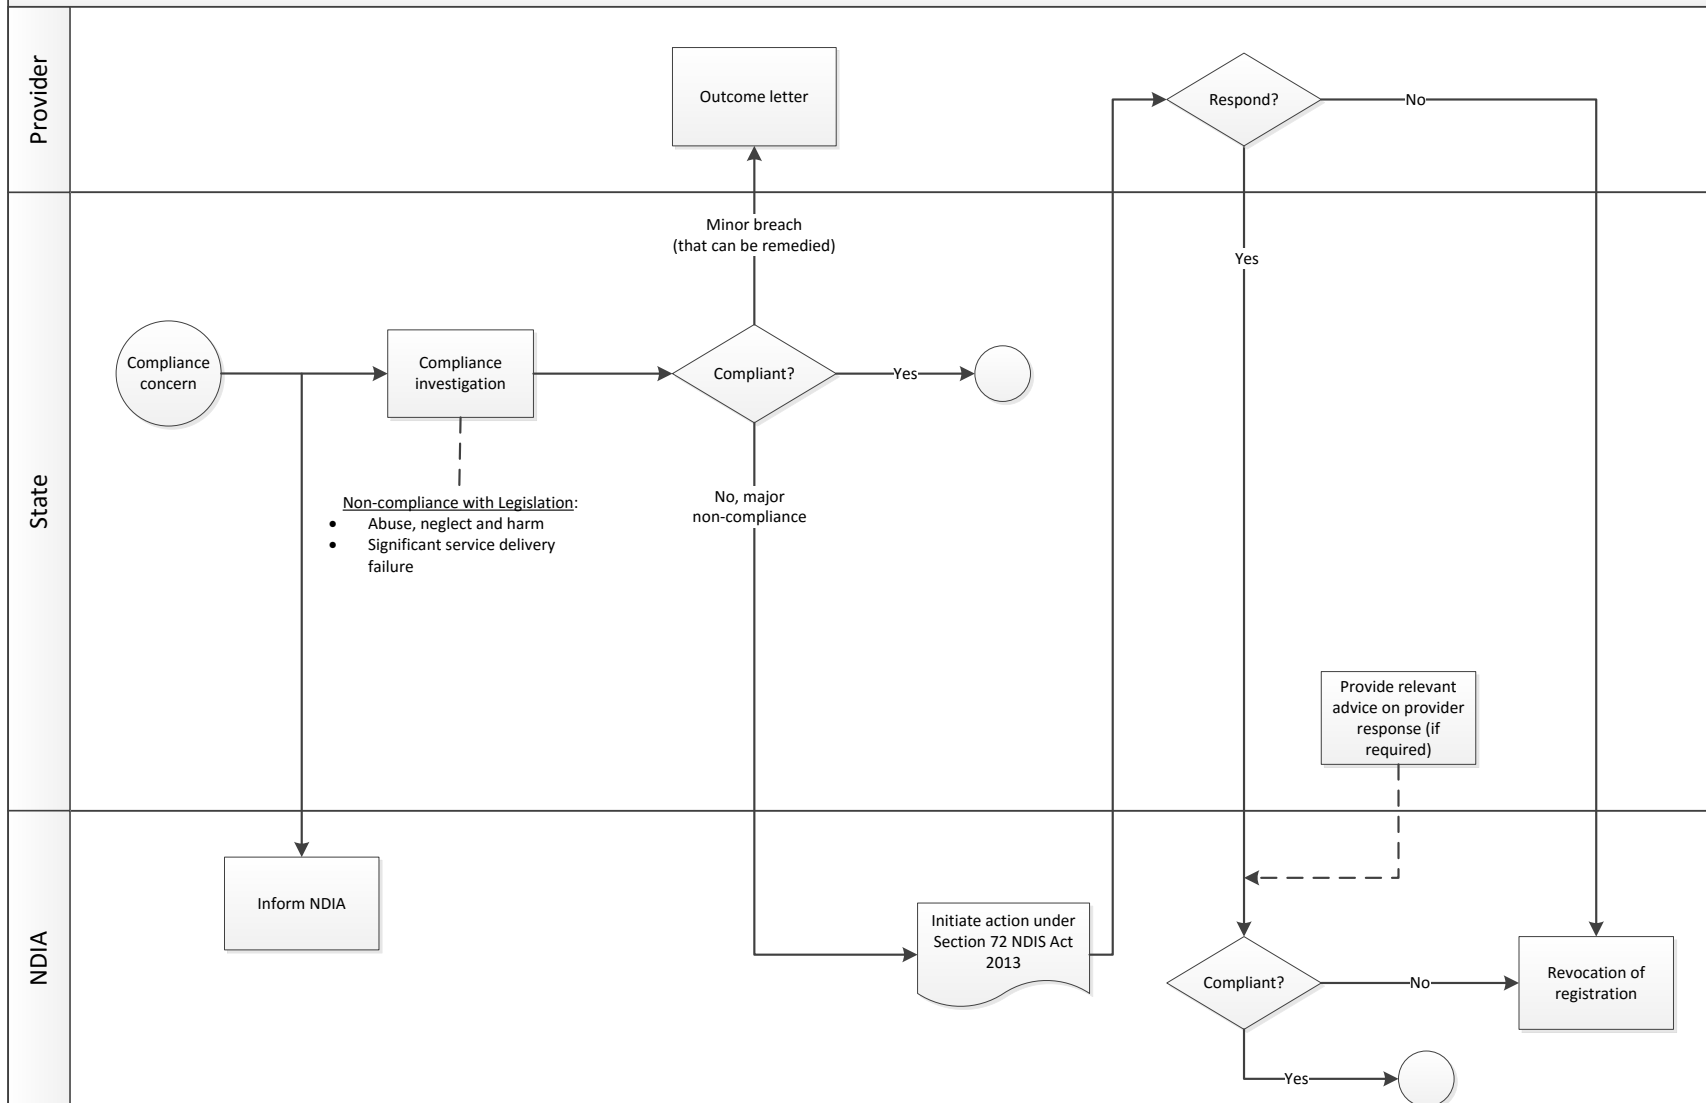 Provider
Outcome letter
Respond?
No
State
Minor breach
(that can be remedied)
Yes
Compliance
concern
Compliance
investigation
Compliant?
Yes
Non-compliance with Legislation:
• Abuse, neglect and harm
• Significant service delivery
failure
No, major
non-compliance
Provide relevant
advice on provider
response (if
required)
NDIA
Inform NDIA
Initiate action under
Section 72 NDIS Act
2013
Compliant?
No
Revocation of
registration
Yes